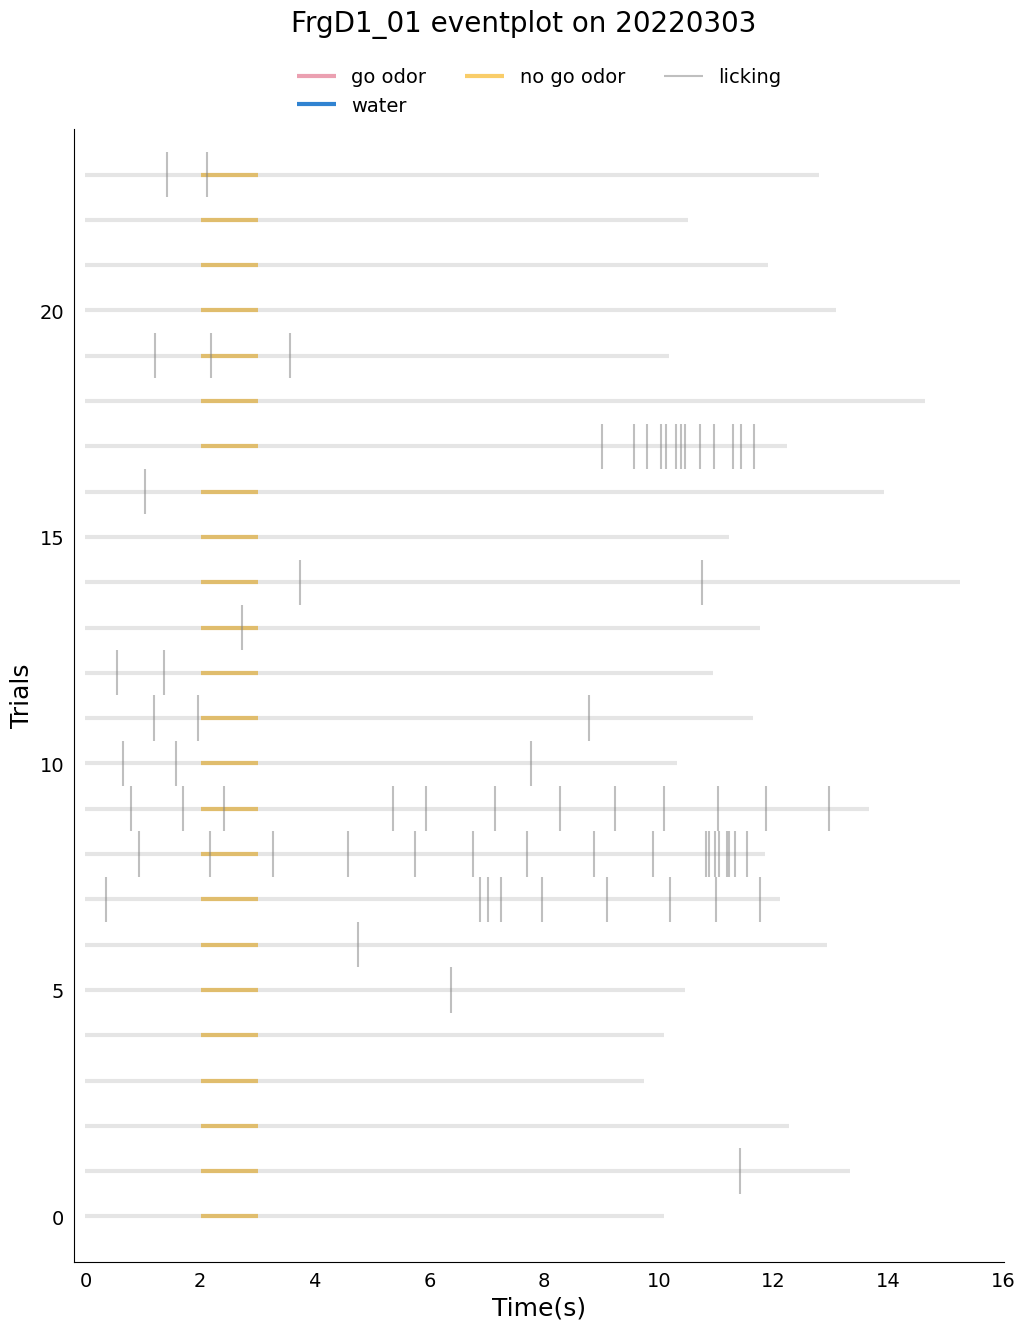 FrgD1_01 eventplot on 20220303
go odor no go odor licking
water
20
15
10
5
0
Trials
0 2 4 6 8 10 12 14 16
Time(s)